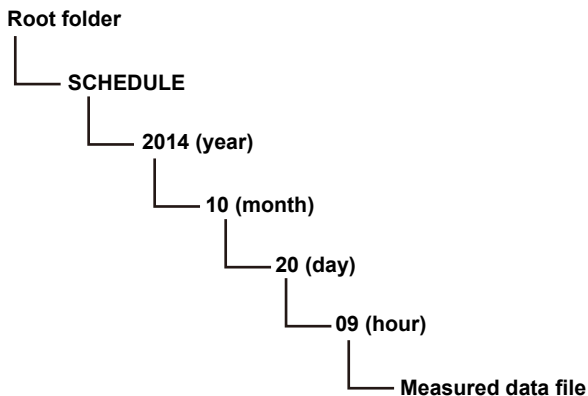 Root folder
SCHEDULE
2014 (year)
10 (month)
20 (day)
09 (hour)
Measured data file